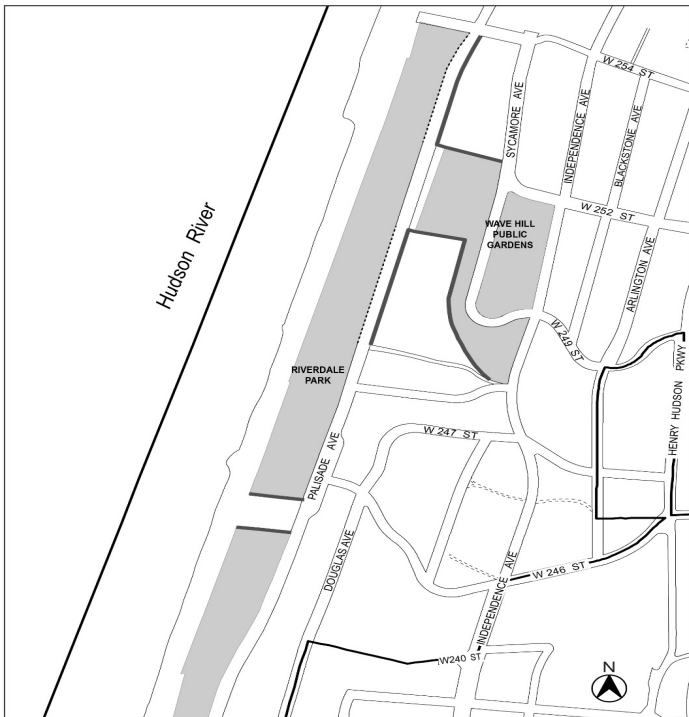 W 254 ST
SYCAMORE AVE
INDEPENDENCE AVE
BLACKSTONE AVE
Hudson River
W 252 ST
WAVE HILL
PUBLIC
GARDENS
ARLINGTON AVE
W 249 ST
HENRY HUDSON PKWY
RIVERDALE
PARK
W 247 ST
PALISADE AVE
DOUGLAS AVE
INDEPENDENCE AVE
W 246 ST
W240 ST
N